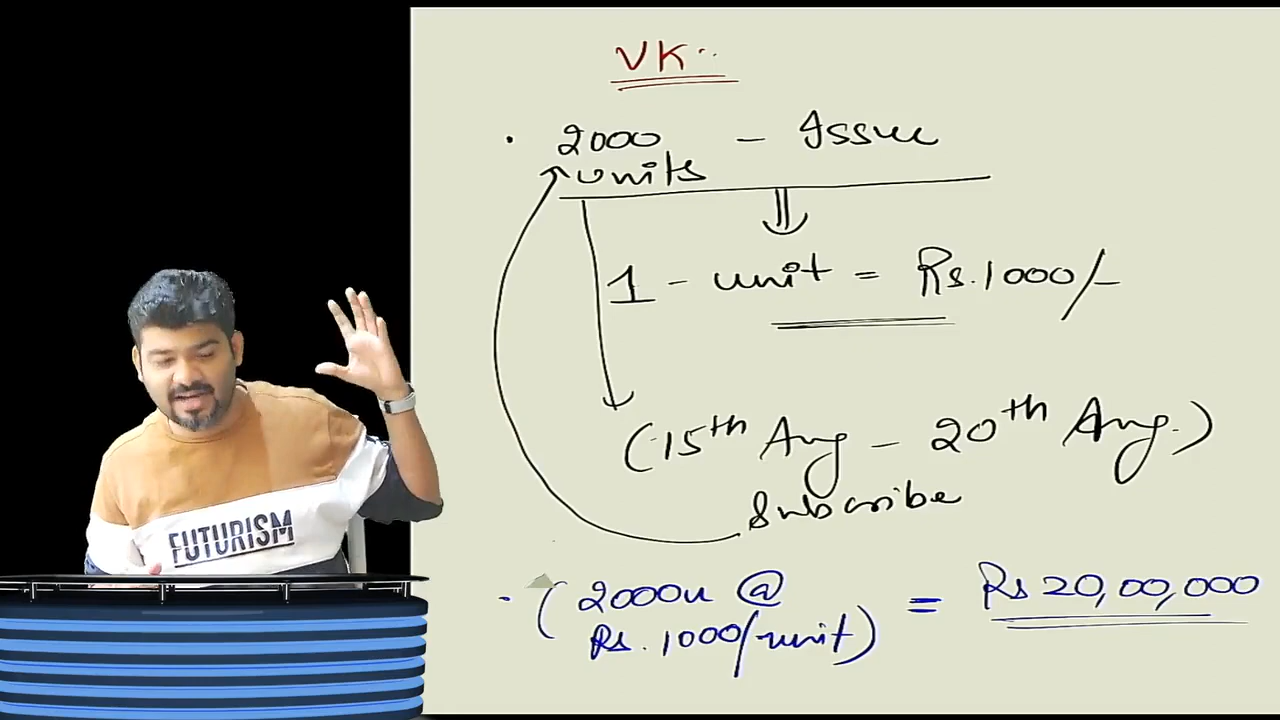 VK:
2000 - Issue
units
1 - unit = Rs.1000/-
(15th Aug - 20th Aug.)
Subscribe
(2000u @ = Rs 20,00,000
Rs. 1000/unit)
FUTURISM